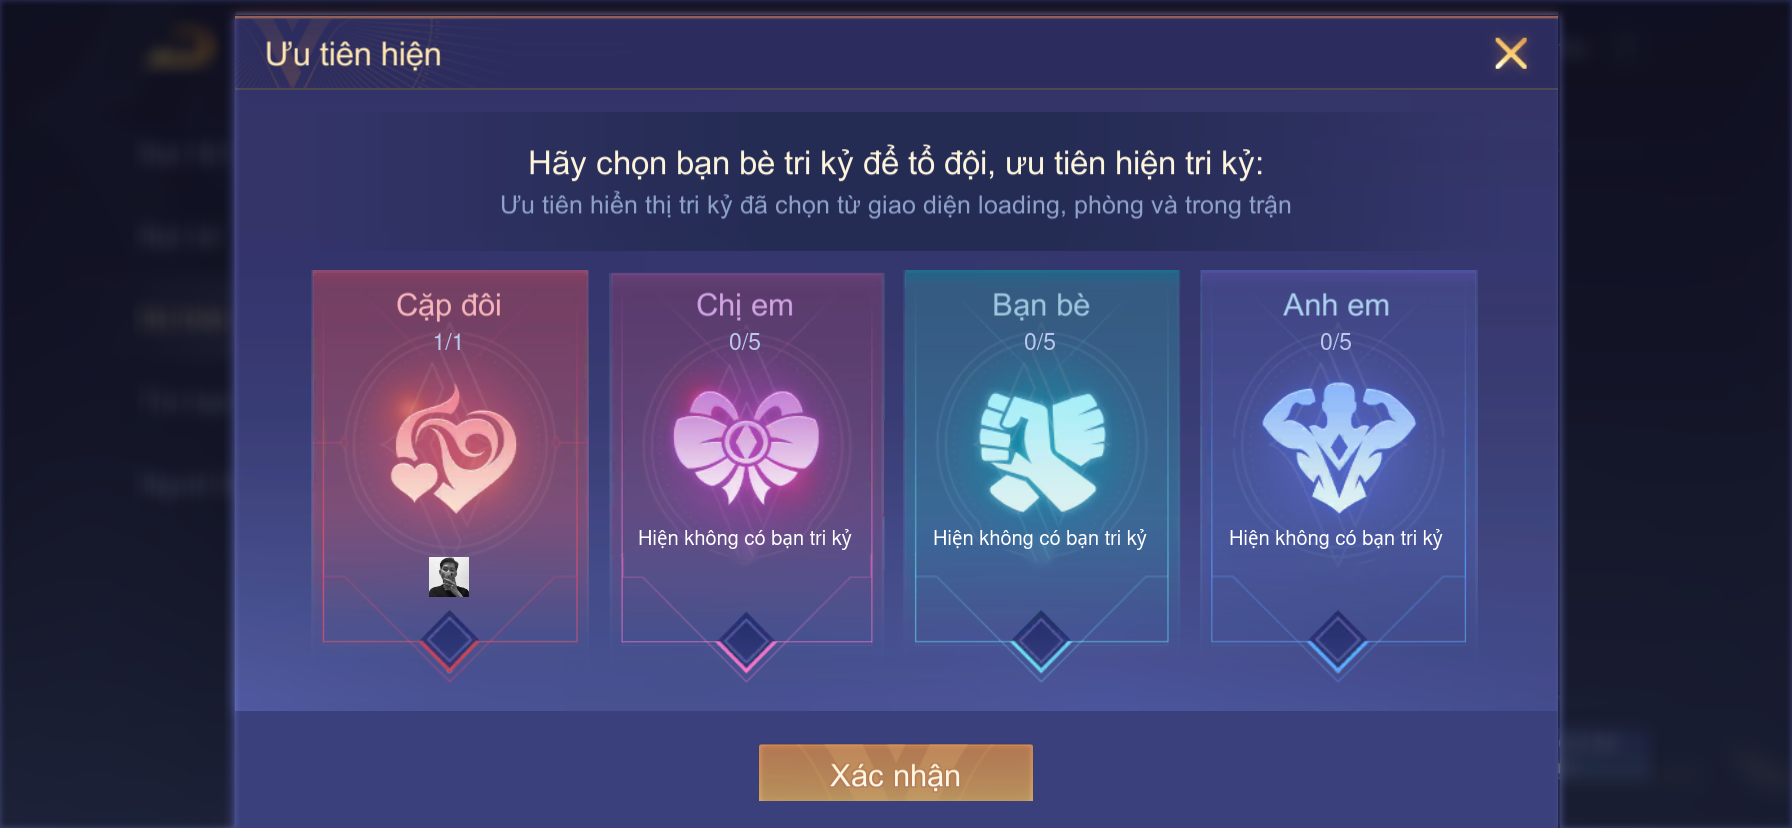 Ưu tiên hiện
Hãy chọn bạn bè tri kỷ để tổ đội, ưu tiên hiện tri kỷ:
Ưu tiên hiển thị tri kỷ đã chọn từ giao diện loading, phòng và trong trận
Cặp đôi
1/1
Chị em
0/5
Hiện không có bạn tri kỷ
Bạn bè
0/5
Hiện không có bạn tri kỷ
Anh em
0/5
Hiện không có bạn tri kỷ
Xác nhận